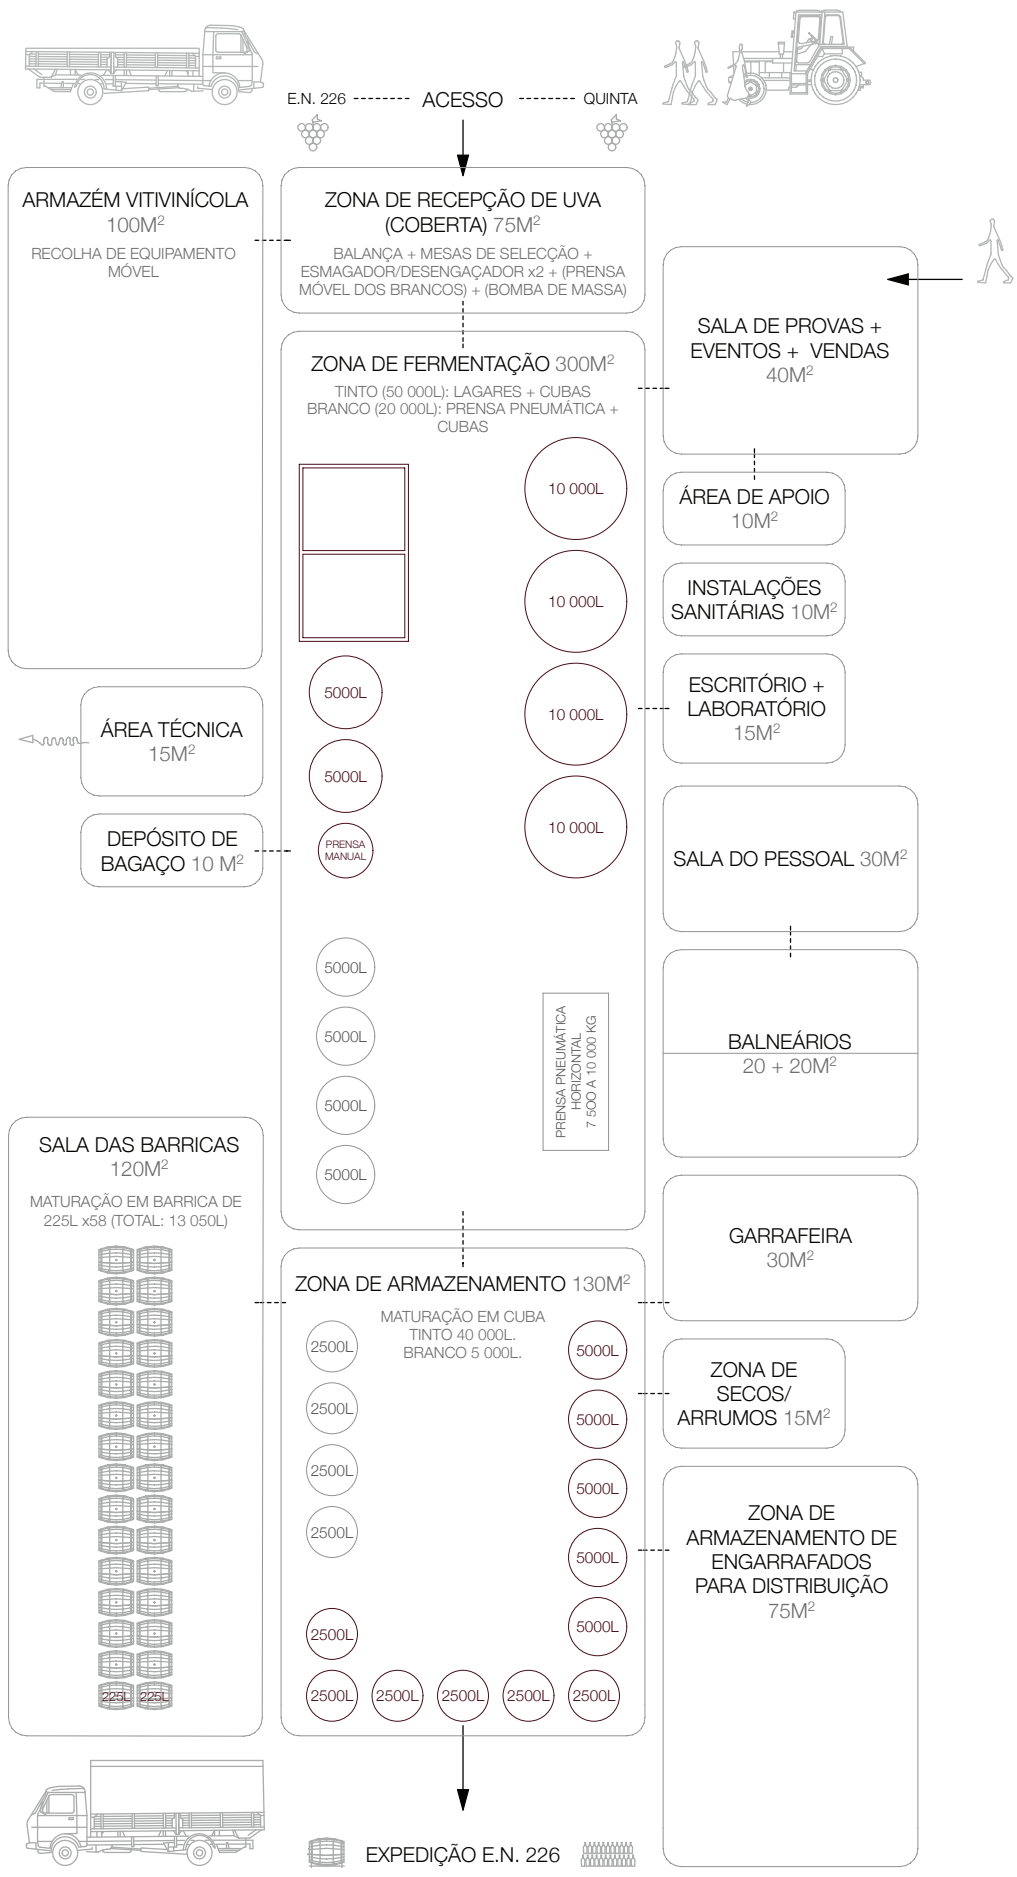 E.N. 226 -------- ACESSO -------- QUINTA
ARMAZÉM VITIVINÍCOLA
100M²
RECOLHA DE EQUIPAMENTO
MÓVEL
ZONA DE RECEPÇÃO DE UVA
(COBERTA) 75M²
BALANÇA + MESAS DE SELECÇÃO +
ESMAGADOR/DESENGAÇADOR x2 + (PRENSA
MÓVEL DOS BRANCOS) + (BOMBA DE MASSA)
SALA DE PROVAS +
EVENTOS + VENDAS
40M²
ZONA DE FERMENTAÇÃO 300M²
TINTO (50 000L): LAGARES + CUBAS
BRANCO (20 000L): PRENSA PNEUMÁTICA +
CUBAS
10 000L
10 000L
10 000L
10 000L
5000L
5000L
PRENSA
MANUAL
5000L
5000L
5000L
5000L
PRENSA PNEUMÁTICA
HORIZONTAL
7 5OO A 10 000 KG
ÁREA DE APOIO
10M²
INSTALAÇÕES
SANITÁRIAS 10M²
ESCRITÓRIO +
LABORATÓRIO
15M²
ÁREA TÉCNICA
15M²
DEPÓSITO DE
BAGAÇO 10 M²
SALA DO PESSOAL 30M²
BALNEÁRIOS
20 + 20M²
SALA DAS BARRICAS
120M²
MATURAÇÃO EM BARRICA DE
225L x58 (TOTAL: 13 050L)
225L 225L
GARRAFEIRA
30M²
ZONA DE ARMAZENAMENTO 130M²
MATURAÇÃO EM CUBA
TINTO 40 000L.
BRANCO 5 000L.
2500L
2500L
2500L
2500L
5000L
5000L
5000L
5000L
5000L
2500L
2500L 2500L 2500L 2500L 2500L
ZONA DE
SECOS/
ARRUMOS 15M²
ZONA DE
ARMAZENAMENTO DE
ENGARRAFADOS
PARA DISTRIBUIÇÃO
75M²
EXPEDIÇÃO E.N. 226